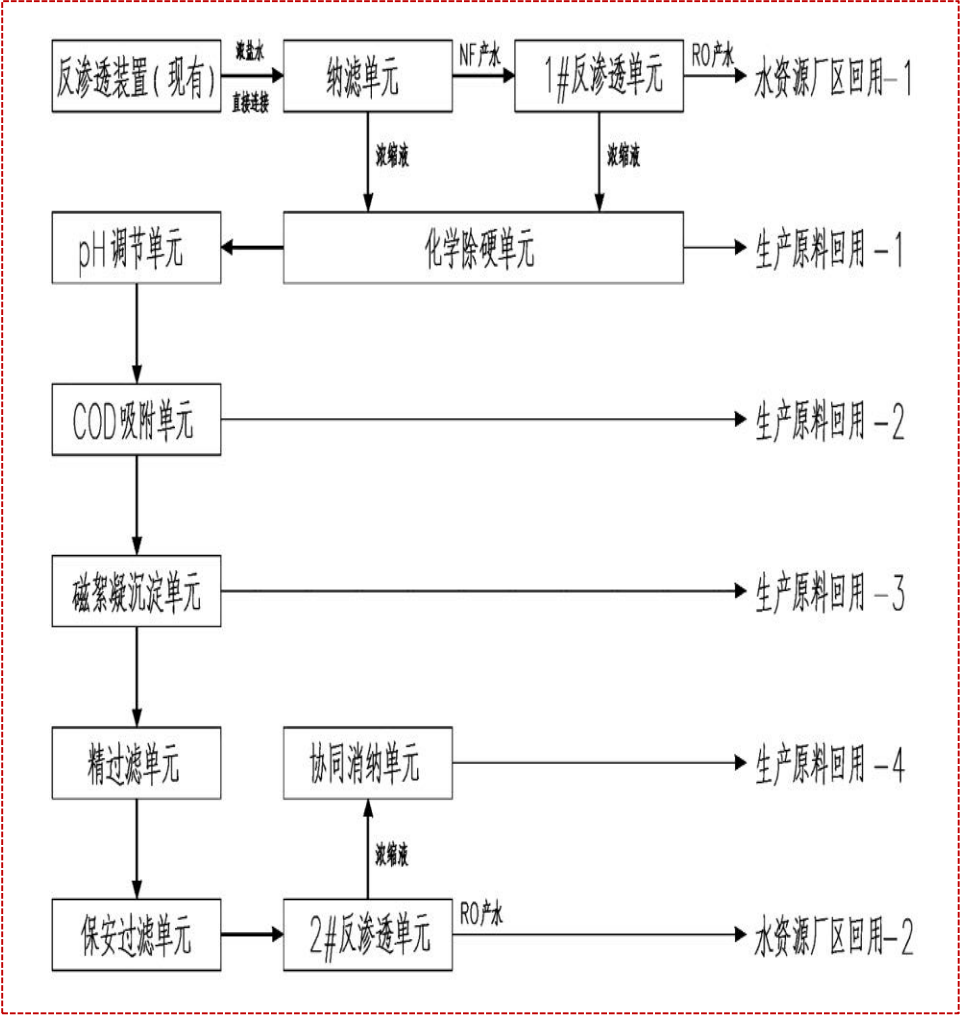 反渗透装置(现有)
浓盐水
直接连接
纳滤单元
NF产水
1#反渗透单元
RO产水
水资源厂区回用-1
浓缩液
浓缩液
pH调节单元
化学除硬单元
生产原料回用-1
COD吸附单元
生产原料回用-2
磁絮凝沉淀单元
生产原料回用-3
精过滤单元
协同消纳单元
生产原料回用-4
浓缩液
保安过滤单元
2#反渗透单元
RO产水
水资源厂区回用-2